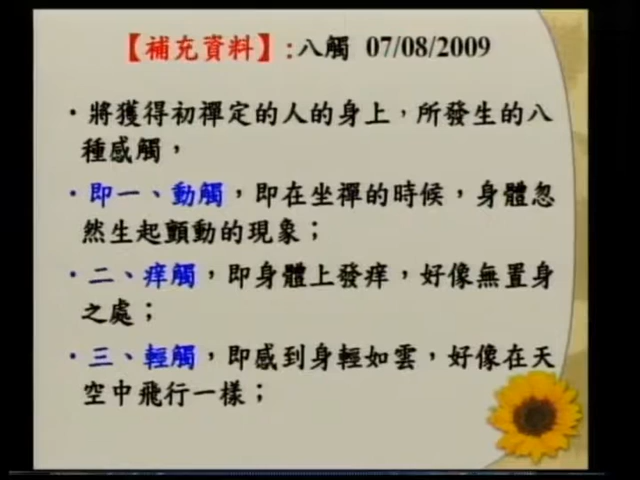 【補充資料】:八觸 07/08/2009
·將獲得初禪定的人的身上,所發生的八
種感觸,
·即一、動觸,即在坐禪的時候,身體忽
然生起顫動的現象;
·二、痒觸,即身體上發痒,好像無置身
之處;
·三、輕觸,即感到身輕如雲,好像在天
空中飛行一樣;